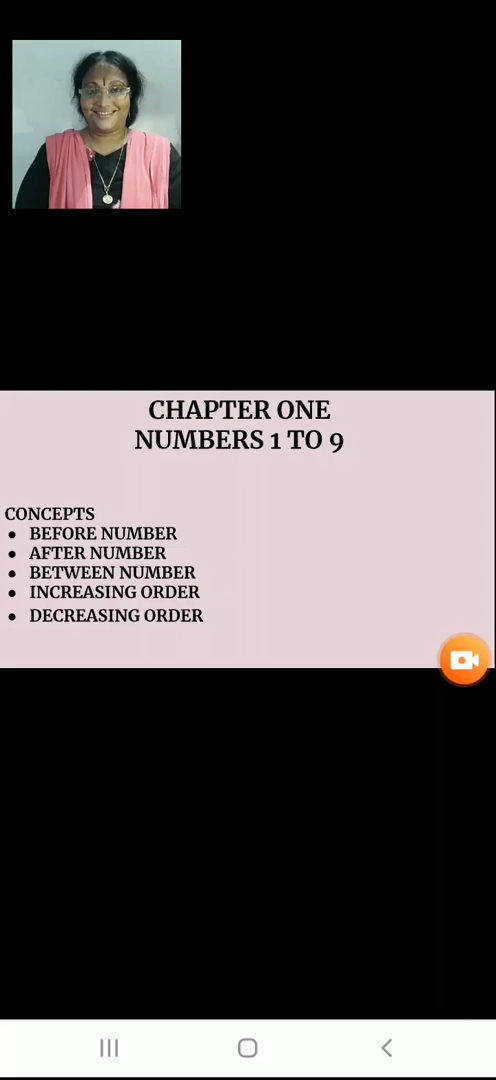 CHAPTER ONE
NUMBERS 1 TO 9
CONCEPTS
● BEFORE NUMBER
● AFTER NUMBER
● BETWEEN NUMBER
● INCREASING ORDER
● DECREASING ORDER